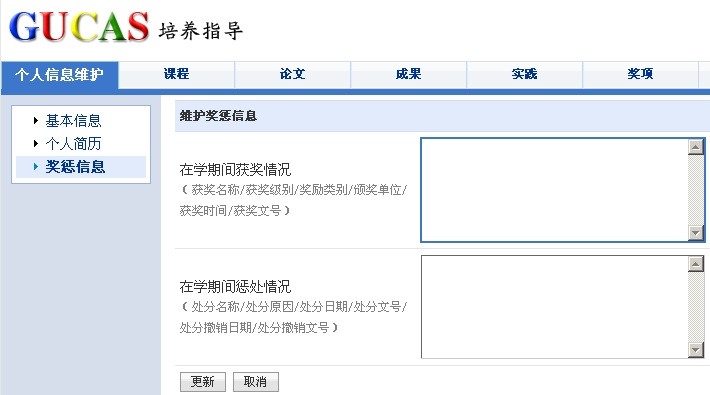 GUCAS 培养指导
个人信息维护 课程 论文 成果 实践 奖项
基本信息
个人简历
奖惩信息
维护奖惩信息
在学期间获奖情况
（获奖名称/获奖级别/奖励类别/颁奖单位/
获奖时间/获奖文号）
在学期间惩处情况
（处分名称/处分原因/处分日期/处分文号/
处分撤销日期/处分撤销文号）
更新 取消